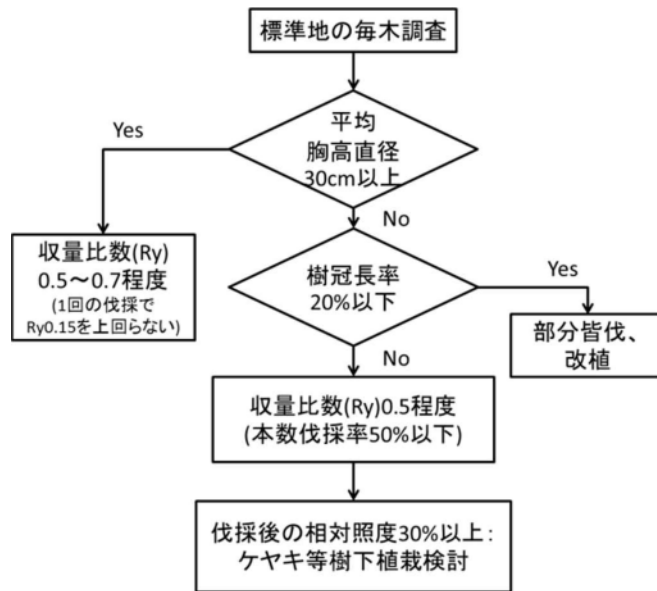 標準地の毎木調査
平均
胸高直径
30cm以上
Yes
No
収量比数(Ry)
0.5～0.7程度
(1回の伐採で
Ry0.15を上回らない)
樹冠長率
20%以下
Yes
No
部分皆伐、
改植
収量比数(Ry)0.5程度
(本数伐採率50%以下)
伐採後の相対照度30%以上：
ケヤキ等樹下植栽検討